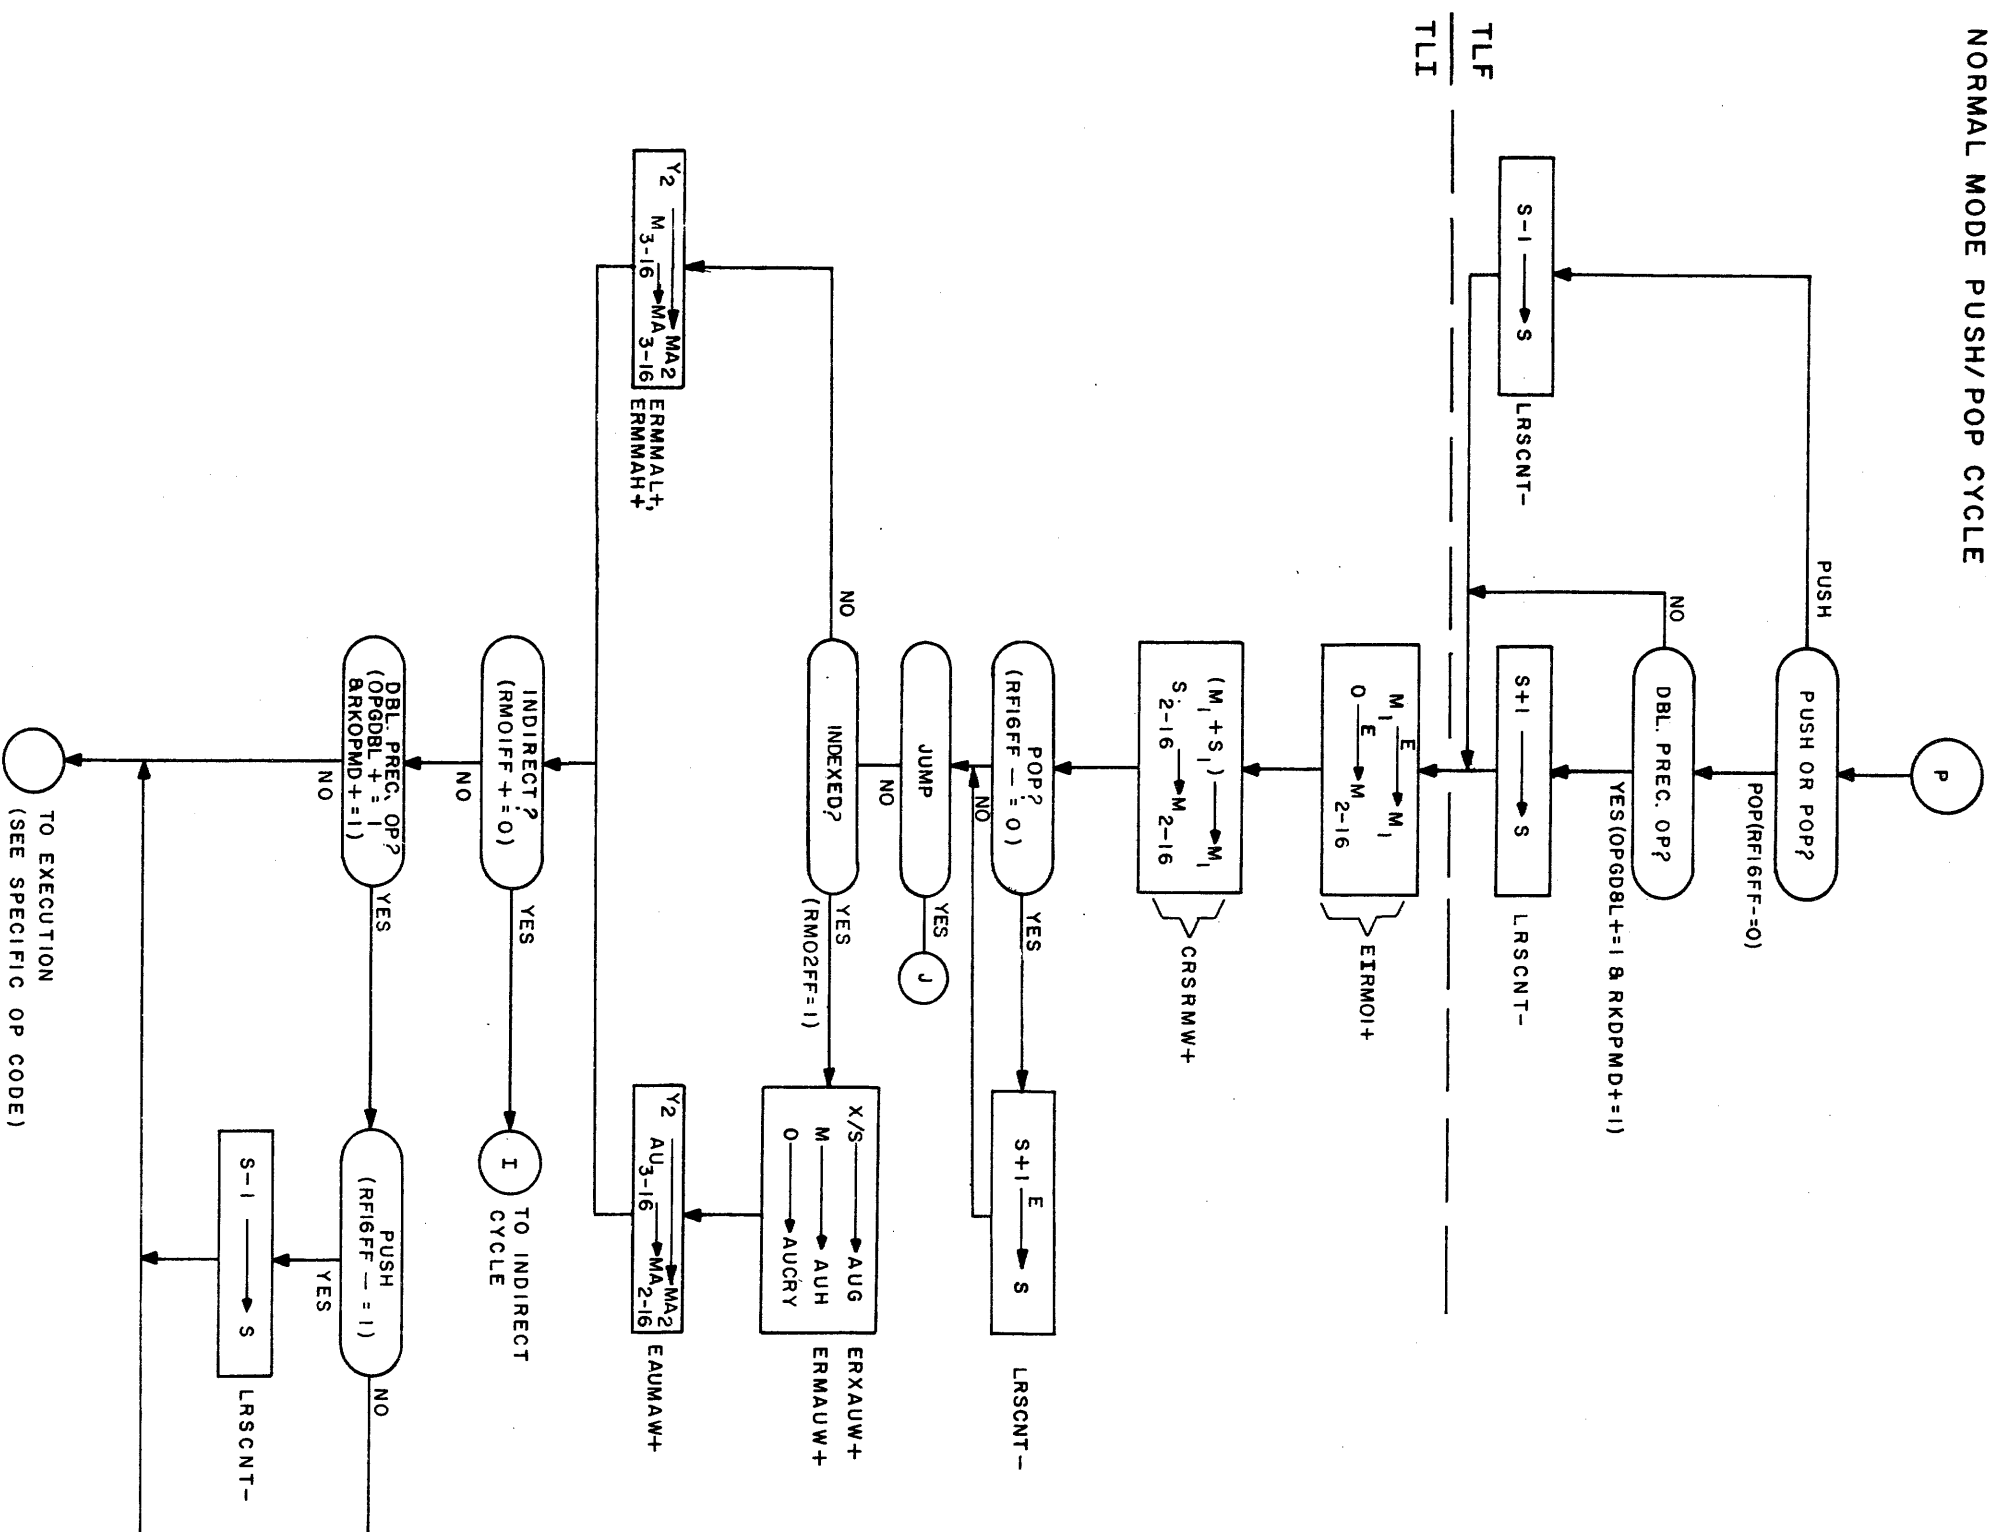 NORMAL MODE PUSH/POP CYCLE
P
PUSH OR POP?
PUSH
POP(RF16FF-=0)
DBL. PREC. OP?
NO
YES (OPGDBL+=1 & RKDPMD+=1)
S-1 → S
LRSCNT-
S+1 → S
LRSCNT-
TLF
TLI
M1 E → M1
0 E → M2-16
EIRM01+
(M1+S1) → M1
S2-16 → M2-16
CRSRMW+
POP?
(RF16FF-=0)
YES
NO
S+1 E → S
LRSCNT-
JUMP
YES
J
NO
INDEXED?
NO
YES
(RM02FF=1)
X/S → AUG
M → AUH
0 → AUCRY
ERXAUW+
ERMAUW+
Y2 → MA2
M3-16 → MA3-16
ERMMAL+,
ERMMAH+
Y2 → MA2
AU3-16 → MA2-16
EAUMAW+
INDIRECT?
(RM01FF+=0)
YES
I
TO INDIRECT
CYCLE
NO
DBL. PREC. OP?
(OPGDBL+=1
&RKOPMD+=1)
YES
NO
PUSH
(RF16FF-=1)
YES
NO
S-1 → S
LRSCNT-
TO EXECUTION
(SEE SPECIFIC OP CODE)